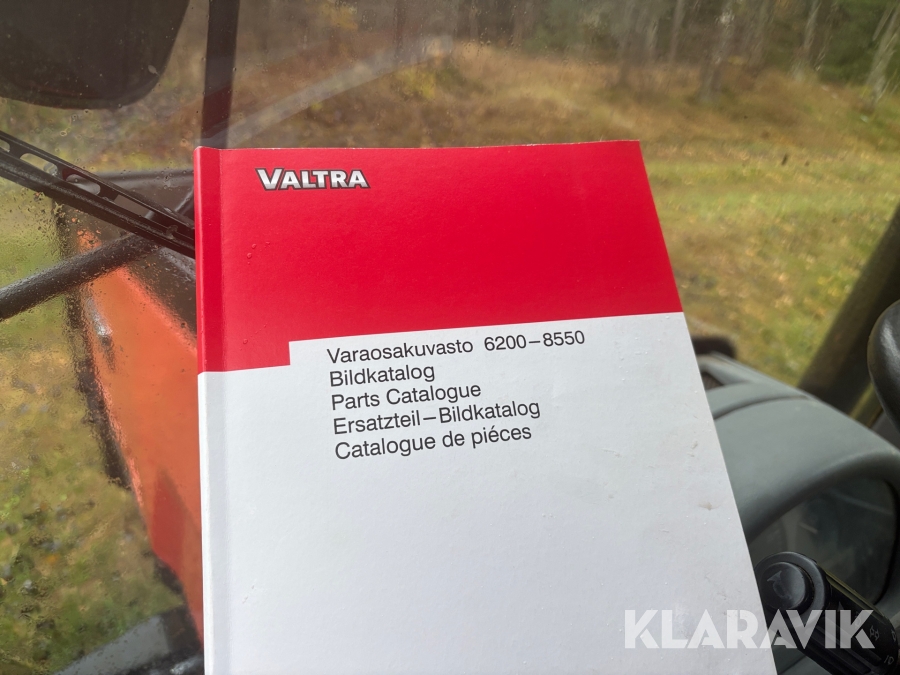 VALTRA
Varaosakuvasto 6200–8550
Bildkatalog
Parts Catalogue
Ersatzteil–Bildkatalog
Catalogue de piéces
KLARAVIK